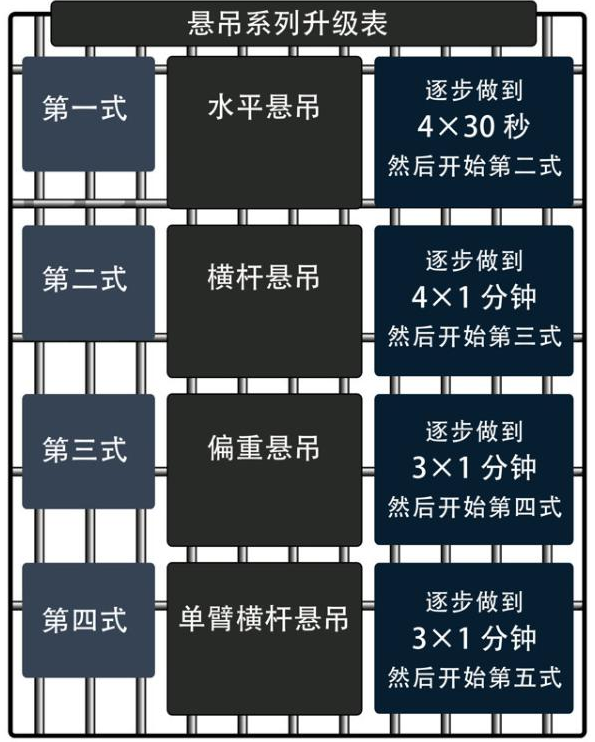 悬吊系列升级表
第一式
水平悬吊
逐步做到
4×30 秒
然后开始第二式
第二式
横杆悬吊
逐步做到
4×1 分钟
然后开始第三式
第三式
偏重悬吊
逐步做到
3×1 分钟
然后开始第四式
第四式
单臂横杆悬吊
逐步做到
3×1 分钟
然后开始第五式